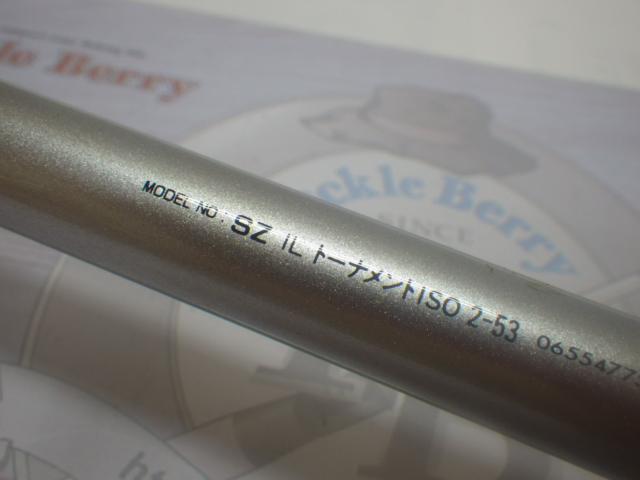 kle Berry
ckle Berry
SINCE
MODEL NO. SZ IL トーナメントISO 2-53 0655477